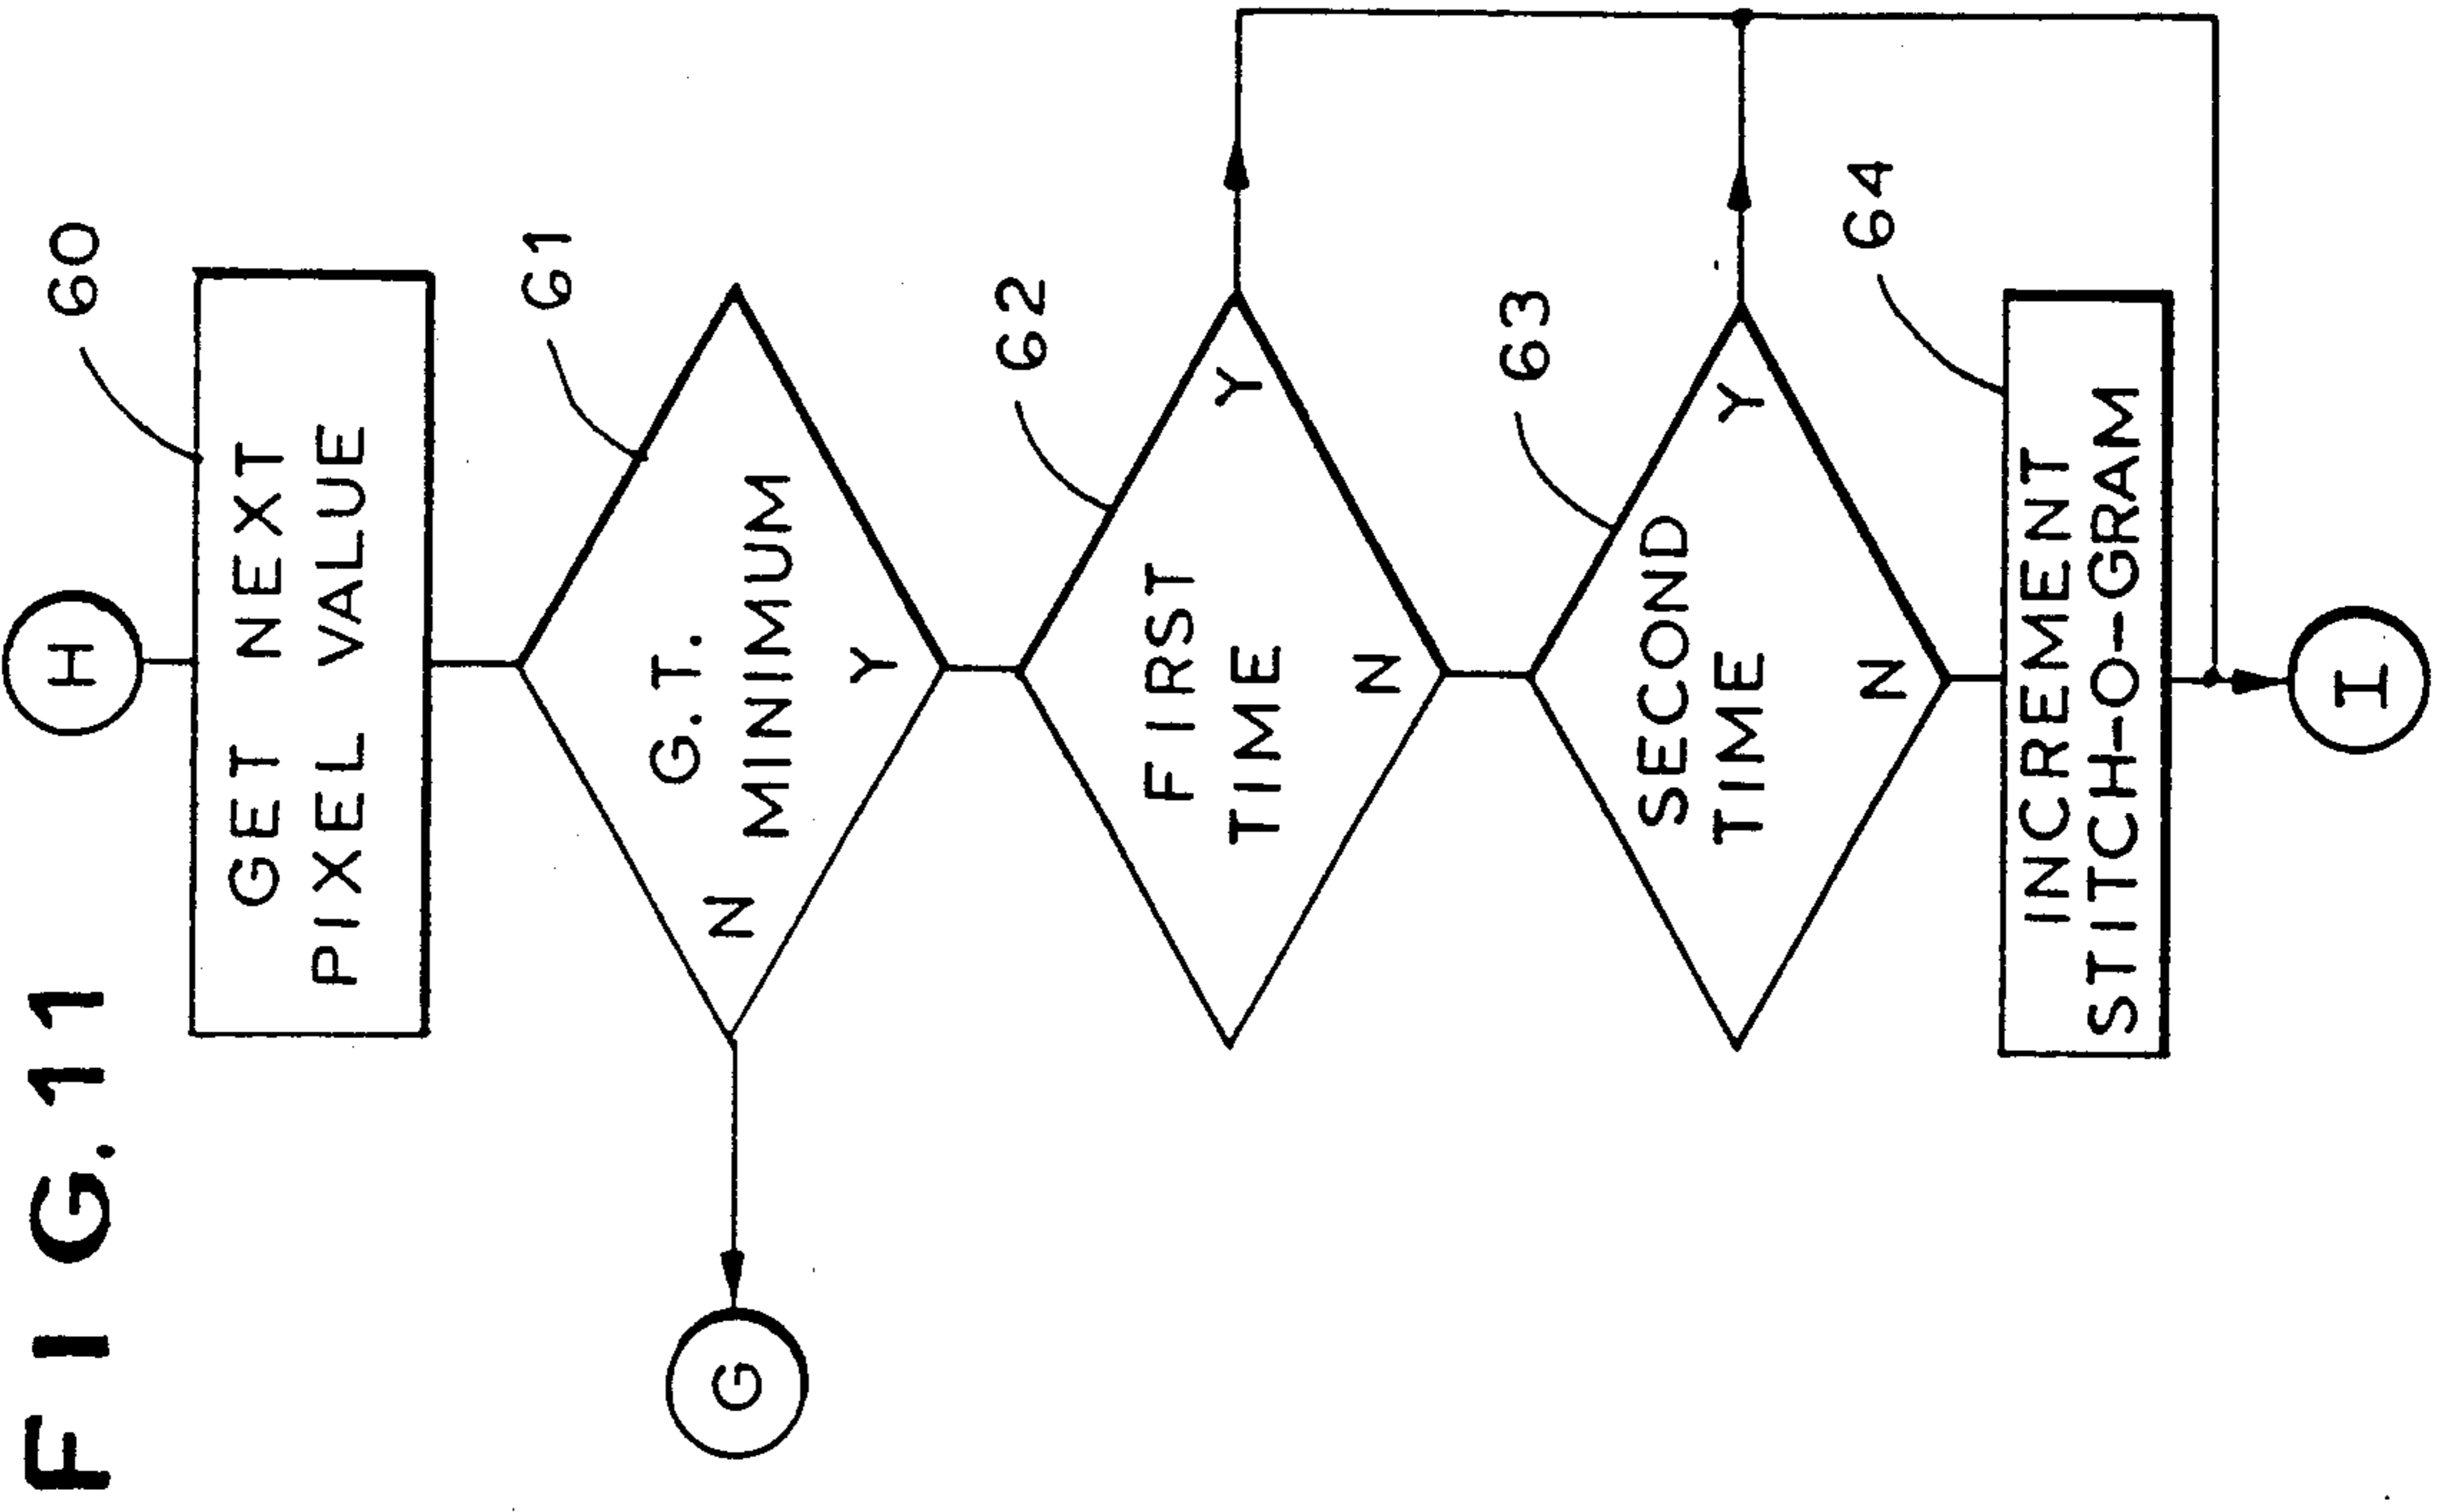 FIG.11
H
60
GET NEXT
PIXEL VALUE
61
G.T.
MINIMUM
N
Y
G
62
FIRST
TIME
Y
N
63
SECOND
TIME
Y
N
64
INCREMENT
STITCH-O-GRAM
I